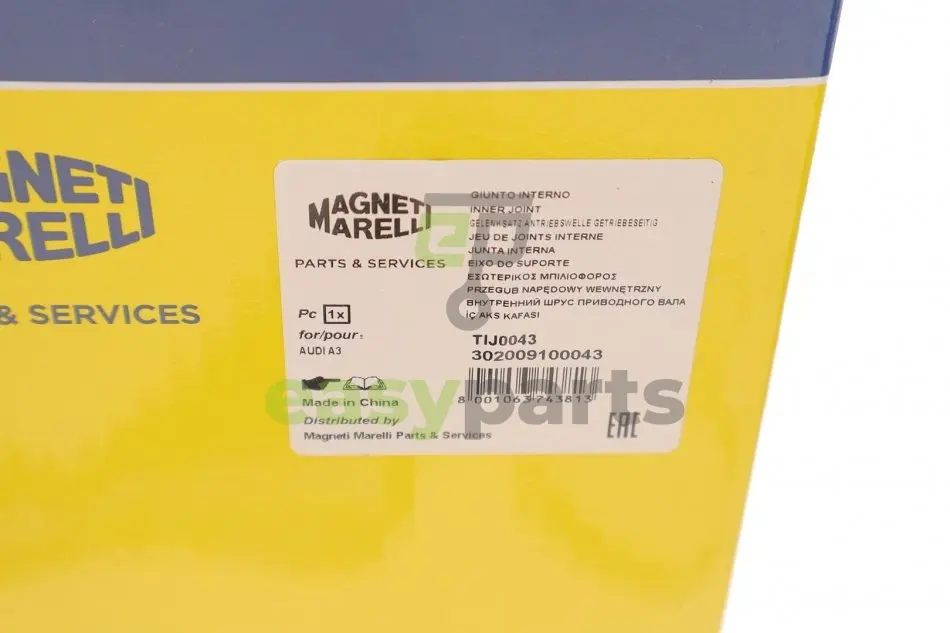 GNETI
RELLI
& SERVICES
MAGNETI
MARELLI
PARTS & SERVICES
Pc 1x
for/pour:
AUDI A3
Made in China
Distributed by
Magneti Marelli Parts & Services
GIUNTO INTERNO
INNER JOINT
GELENKSATZ ANTRIEBSWELLE GETRIEBESEITIG
JEU DE JOINTS INTERNE
JUNTA INTERNA
EIXO DO SUPORTE
ΕΣΩΤΕΡΙΚΟΣ ΜΠΙΛΙΟΦΟΡΟΣ
PRZEGUB NAPĘDOWY WEWNĘTRZNY
ВНУТРЕННИЙ ШРУС ПРИВОДНОГО ВАЛА
İÇ AKS KAFASI
TIJ0043
302009100043
8 001063 743813
EAC
easyparts